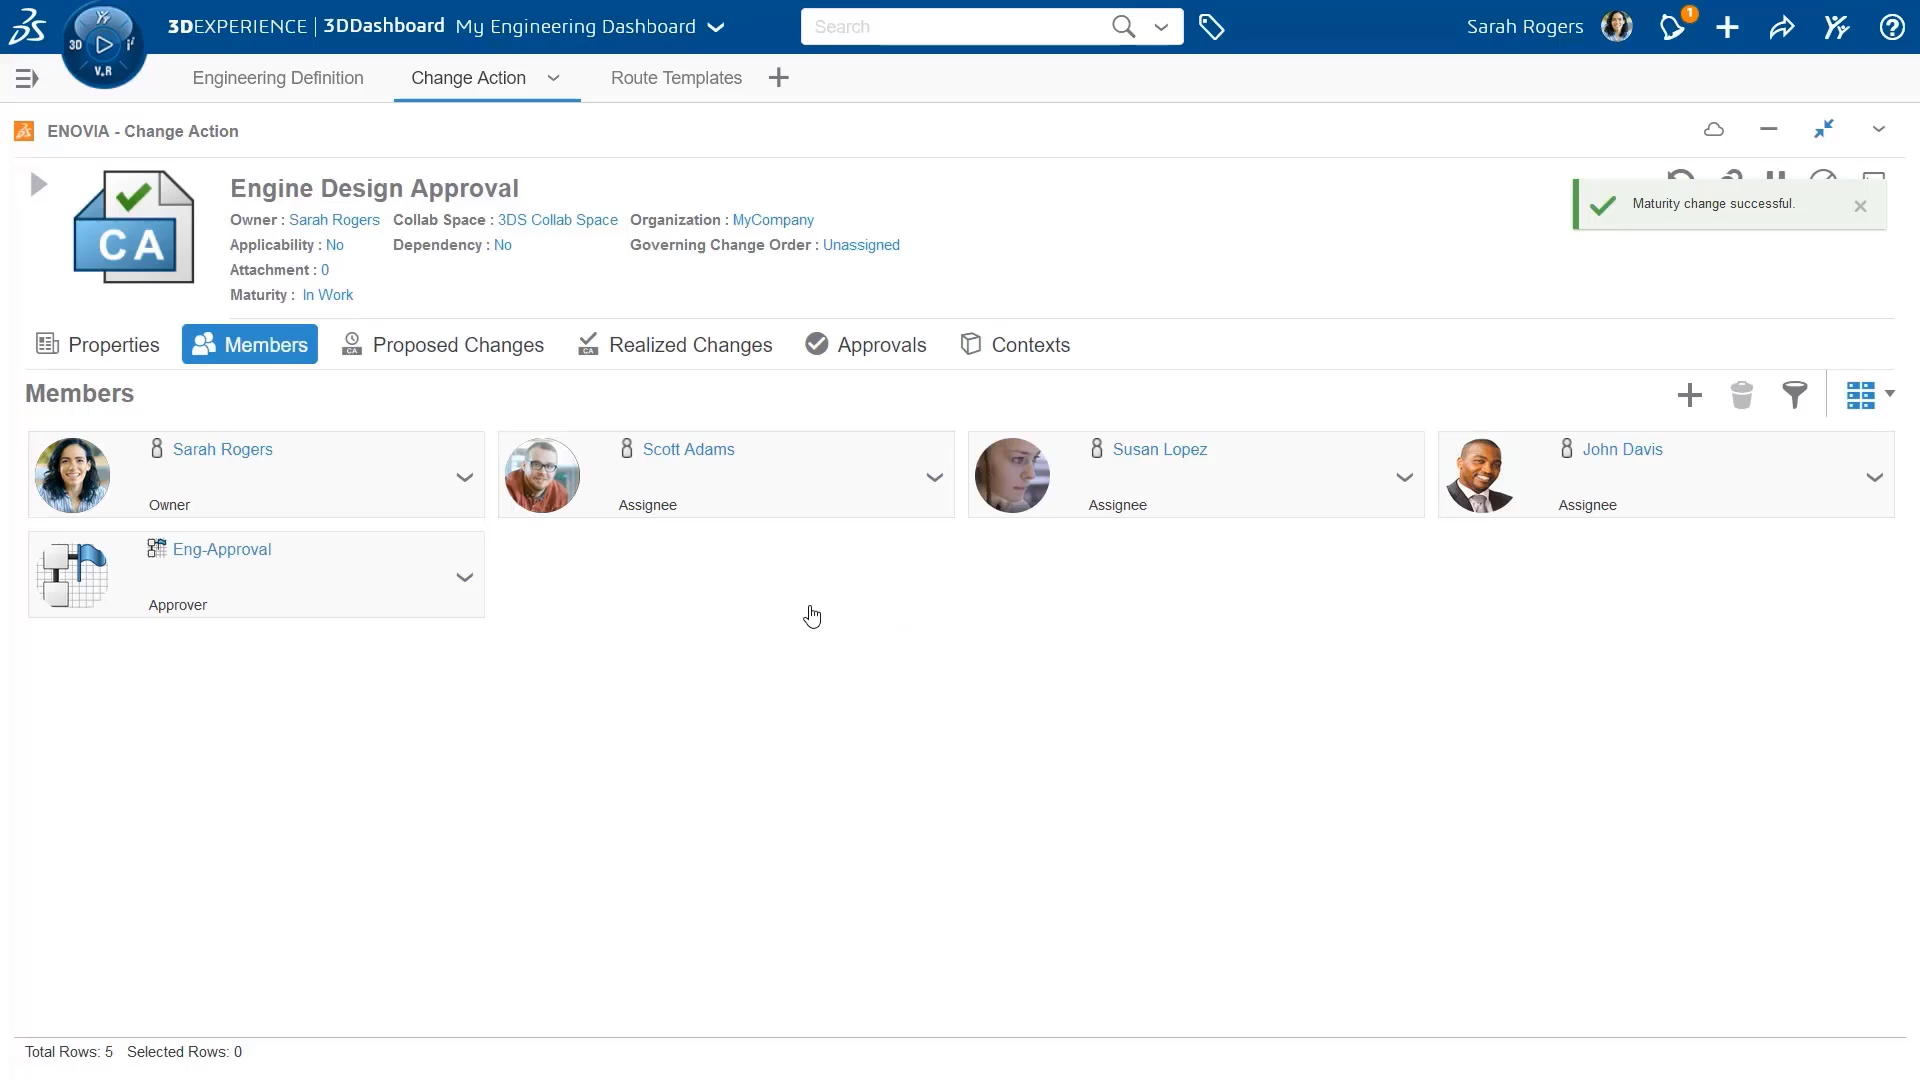 3DEXPERIENCE | 3DDashboard My Engineering Dashboard
Search
Sarah Rogers
1
3D
V.R
Engineering Definition
Change Action
Route Templates
ENOVIA - Change Action
CA
Engine Design Approval
Owner : Sarah Rogers Collab Space : 3DS Collab Space Organization : MyCompany
Applicability : No Dependency : No Governing Change Order : Unassigned
Attachment : 0
Maturity : In Work
Maturity change successful.
Properties
Members
Proposed Changes
Realized Changes
Approvals
Contexts
Members
Sarah Rogers
Owner
Scott Adams
Assignee
Susan Lopez
Assignee
John Davis
Assignee
Eng-Approval
Approver
Total Rows: 5 Selected Rows: 0